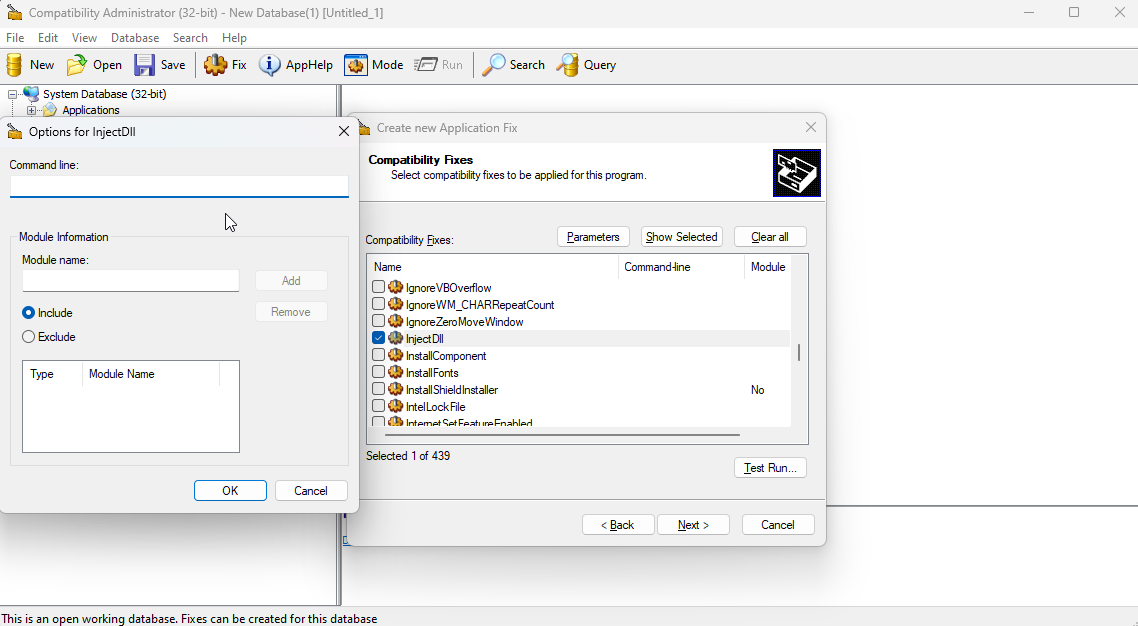 Compatibility Administrator (32-bit) - New Database(1) [Untitled_1]
File Edit View Database Search Help
New Open Save Fix AppHelp Mode Run Search Query
System Database (32-bit)
Applications
Options for InjectDll
Command line:
Module Information
Module name:
Add
Include
Remove
Exclude
Type Module Name
OK Cancel
Create new Application Fix
Compatibility Fixes
Select compatibility fixes to be applied for this program.
Compatibility Fixes:
Parameters Show Selected Clear all
Name Command-line Module
IgnoreVBOverflow
IgnoreWM_CHARRepeatCount
IgnoreZeroMoveWindow
InjectDll
InstallComponent
InstallFonts
InstallShieldInstaller No
IntelLockFile
InternetSetFeatureEnabled
Selected 1 of 439
Test Run...
< Back Next > Cancel
This is an open working database. Fixes can be created for this database